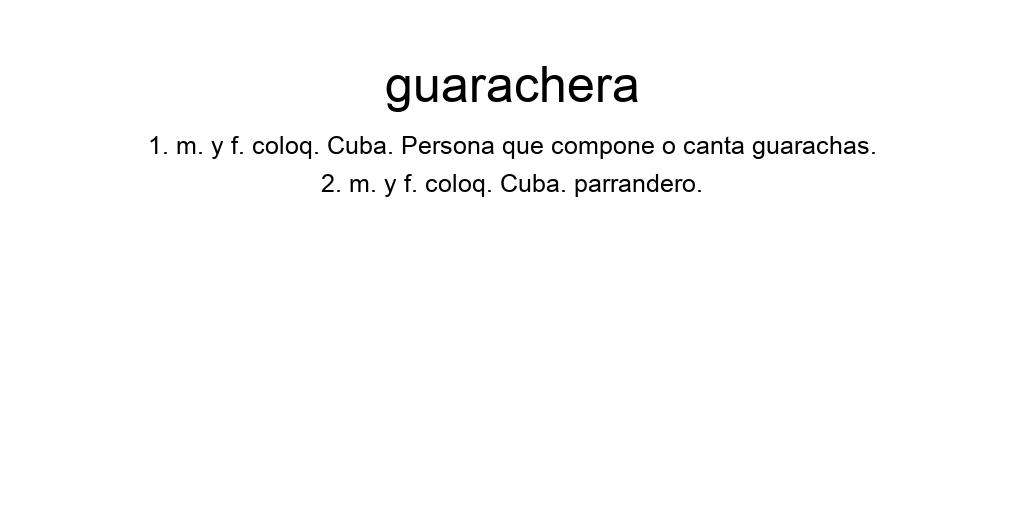 guarachera
1. m. y f. coloq. Cuba. Persona que compone o canta guarachas.
2. m. y f. coloq. Cuba. parrandero.